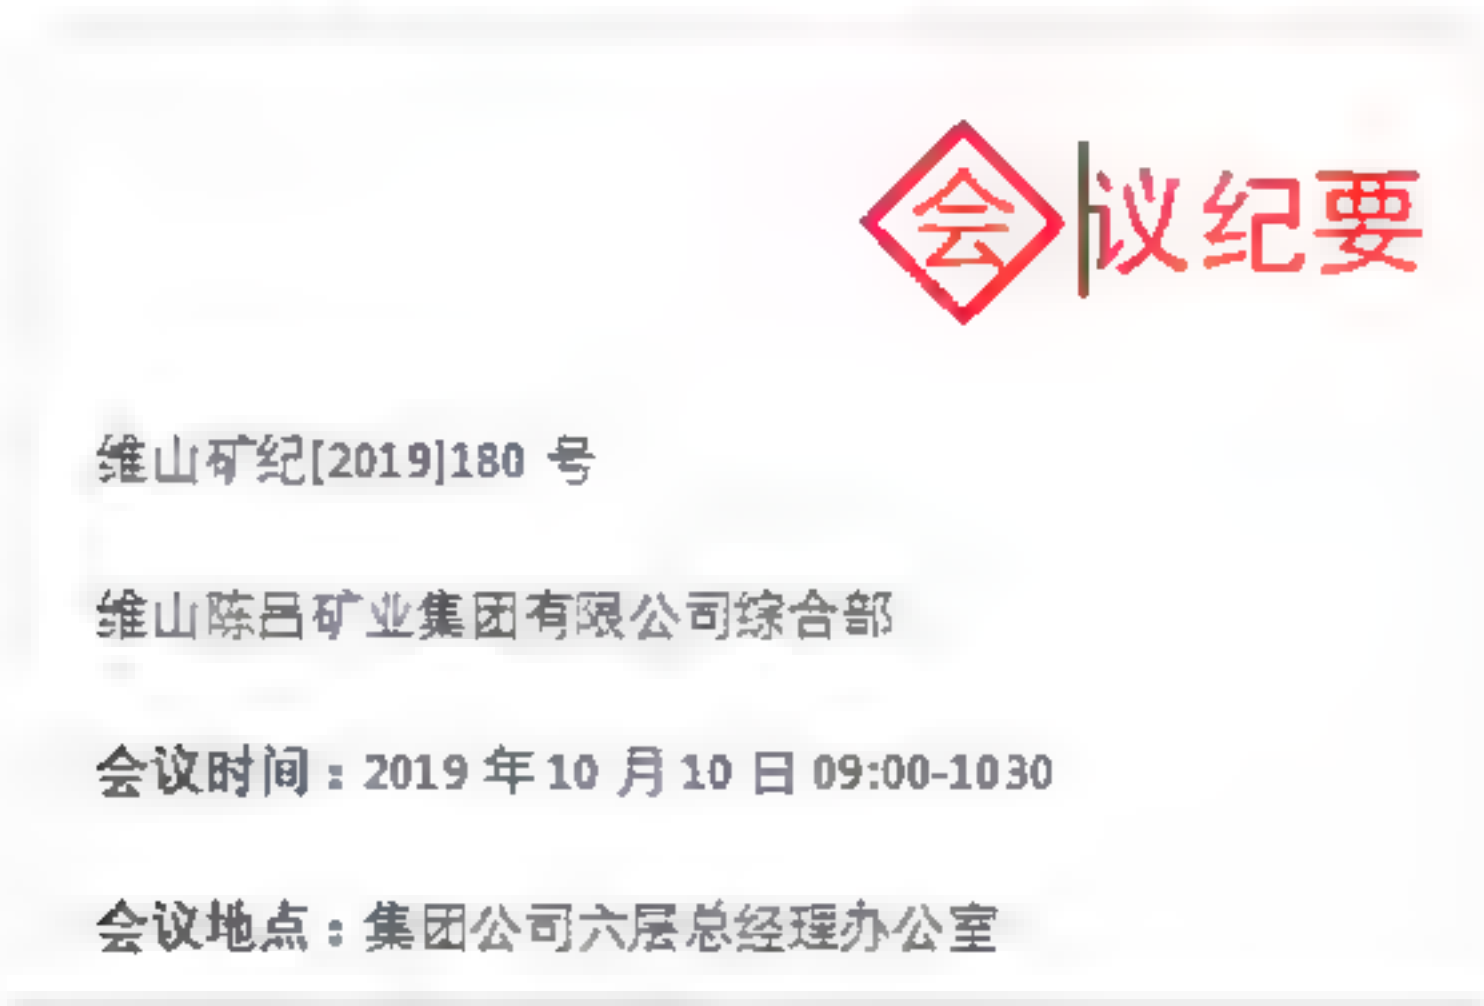 会议纪要
维山矿纪[2019]180 号
维山陈吕矿业集团有限公司综合部
会议时间：2019 年 10 月 10 日 09:00-1030
会议地点：集团公司六层总经理办公室